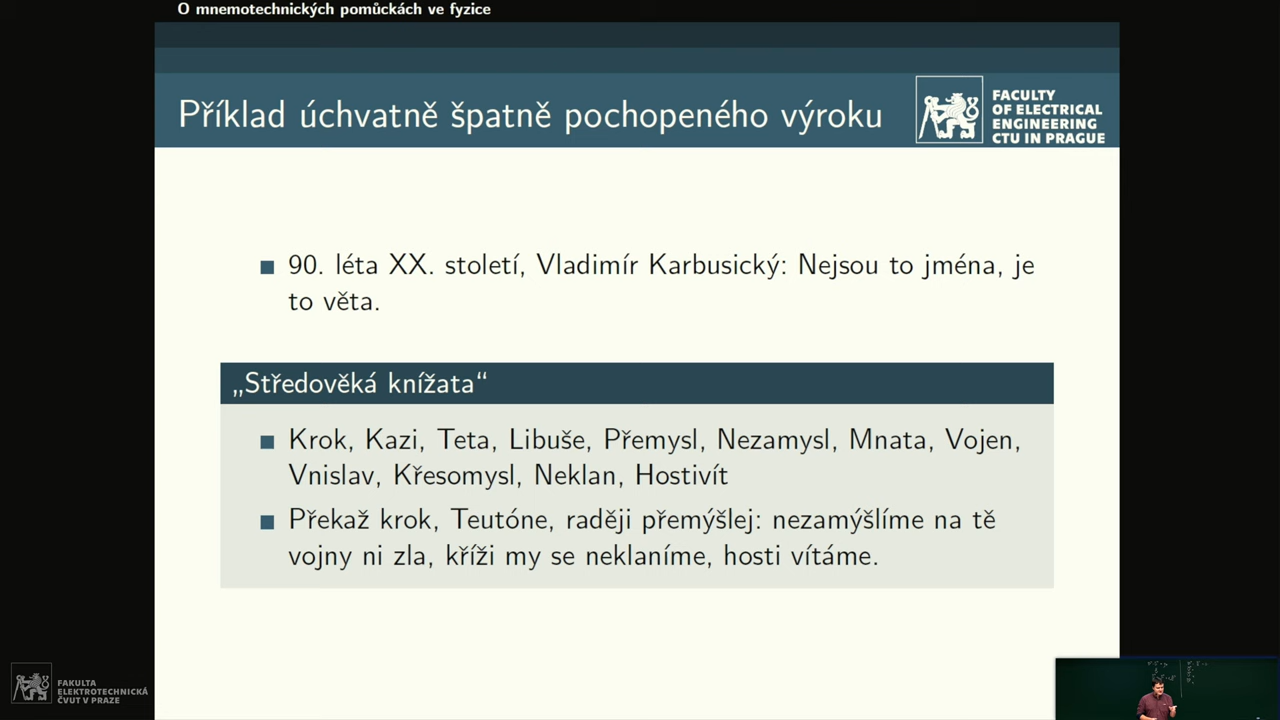 O mnemotechnických pomůckách ve fyzice
Příklad úchvatně špatně pochopeného výroku
FACULTY
OF ELECTRICAL
ENGINEERING
CTU IN PRAGUE
90. léta XX. století, Vladimír Karbusický: Nejsou to jména, je
to věta.
„Středověká knížata“
Krok, Kazi, Teta, Libuše, Přemysl, Nezamysl, Mnata, Vojen,
Vnislav, Křesomysl, Neklan, Hostivít
Překaž krok, Teutóne, raději přemýšlej: nezamýšlíme na tě
vojny ni zla, kříži my se neklaníme, hosti vítáme.
FAKULTA
ELEKTROTECHNICKÁ
ČVUT V PRAZE